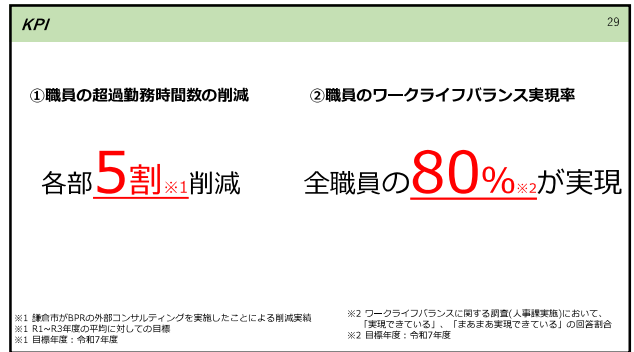 KPI
29
①職員の超過勤務時間数の削減
各部5割※1削減
※1 鎌倉市がBPRの外部コンサルティングを実施したことによる削減実績
※1 R1~R3年度の平均に対しての目標
※1 目標年度：令和7年度
②職員のワークライフバランス実現率
全職員の80%※2が実現
※2 ワークライフバランスに関する調査(人事課実施)において、
「実現できている」、「まあまあ実現できている」の回答割合
※2 目標年度：令和7年度